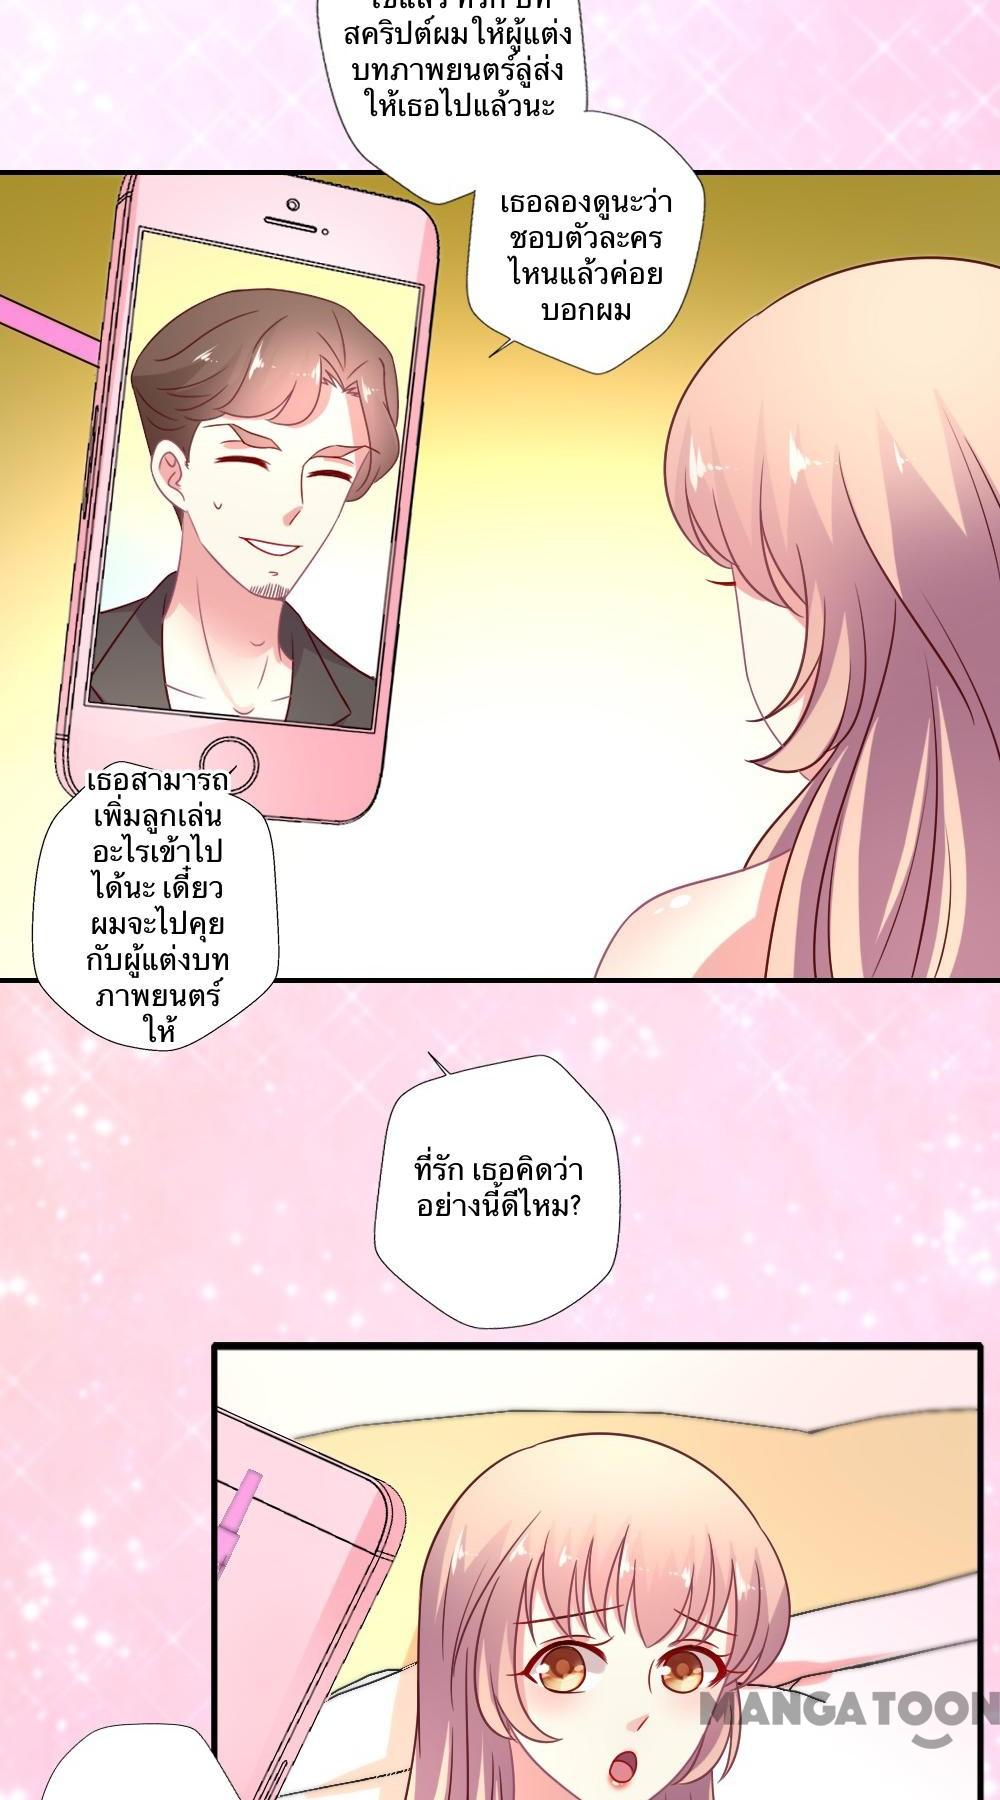 สคริปต์ผมให้ผู้แต่ง
บทภาพยนตร์ลู่ส่ง
ให้เธอไปแล้วนะ
เธอลองดูนะว่า
ชอบตัวละคร
ไหนแล้วค่อย
บอกผม
เธอสามารถ
เพิ่มลูกเล่น
อะไรเข้าไป
ได้นะ เดี๋ยว
ผมจะไปคุย
กับผู้แต่งบท
ภาพยนตร์
ให้
ที่รัก เธอคิดว่า
อย่างนี้ดีไหม?
MANGATOON